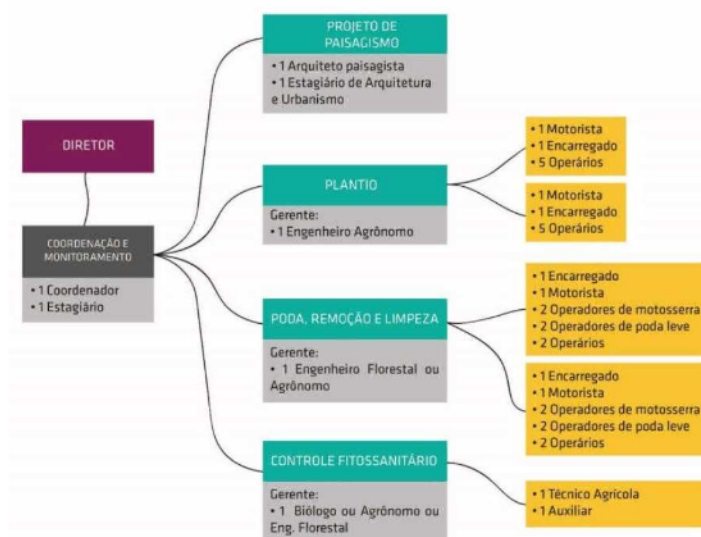 DIRETOR
COORDENAÇÃO E
MONITORAMENTO
• 1 Coordenador
• 1 Estagiário
PROJETO DE
PAISAGISMO
• 1 Arquiteto paisagista
• 1 Estagiário de Arquitetura
e Urbanismo
PLANTIO
Gerente:
• 1 Engenheiro Agrônomo
• 1 Motorista
• 1 Encarregado
• 5 Operários
• 1 Motorista
• 1 Encarregado
• 5 Operários
PODA, REMOÇÃO E LIMPEZA
Gerente:
• 1 Engenheiro Florestal ou
Agrônomo
• 1 Encarregado
• 1 Motorista
• 2 Operadores de motosserra
• 2 Operadores de poda leve
• 2 Operários
• 1 Encarregado
• 1 Motorista
• 2 Operadores de motosserra
• 2 Operadores de poda leve
• 2 Operários
CONTROLE FITOSSANITÁRIO
Gerente:
• 1 Biólogo ou Agrônomo ou
Eng. Florestal
• 1 Técnico Agrícola
• 1 Auxiliar